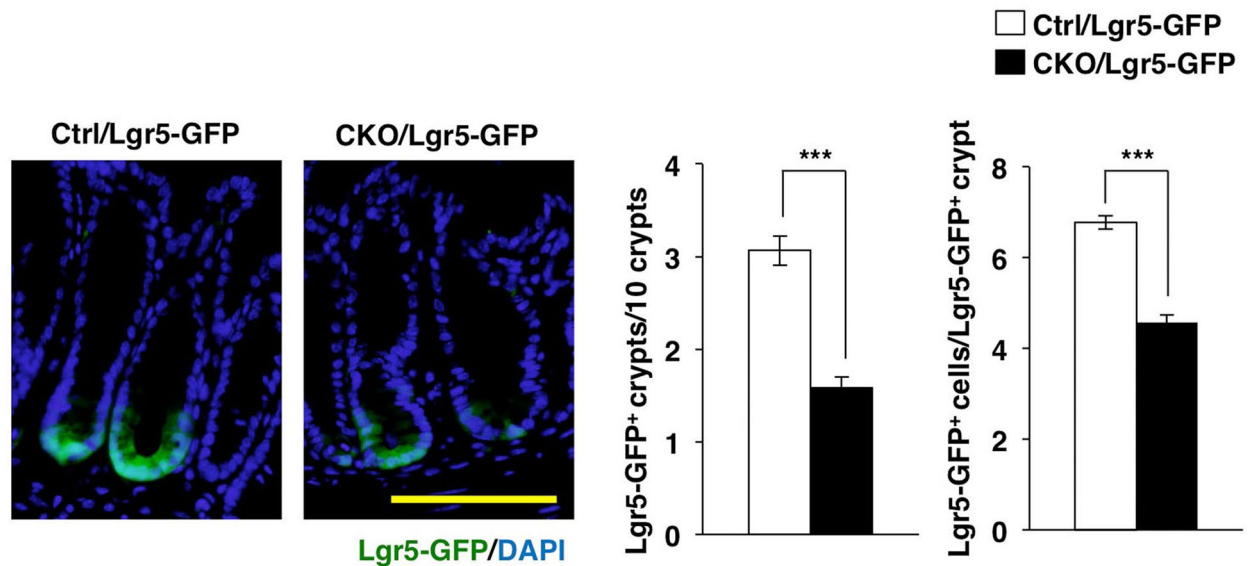 Ctrl/Lgr5-GFP
CKO/Lgr5-GFP
Ctrl/Lgr5-GFP
CKO/Lgr5-GFP
Lgr5-GFP/DAPI
Lgr5-GFP⁺ crypts/10 crypts
4
3
2
1
0
***
Lgr5-GFP⁺ cells/Lgr5-GFP⁺ crypt
8
6
4
2
0
***